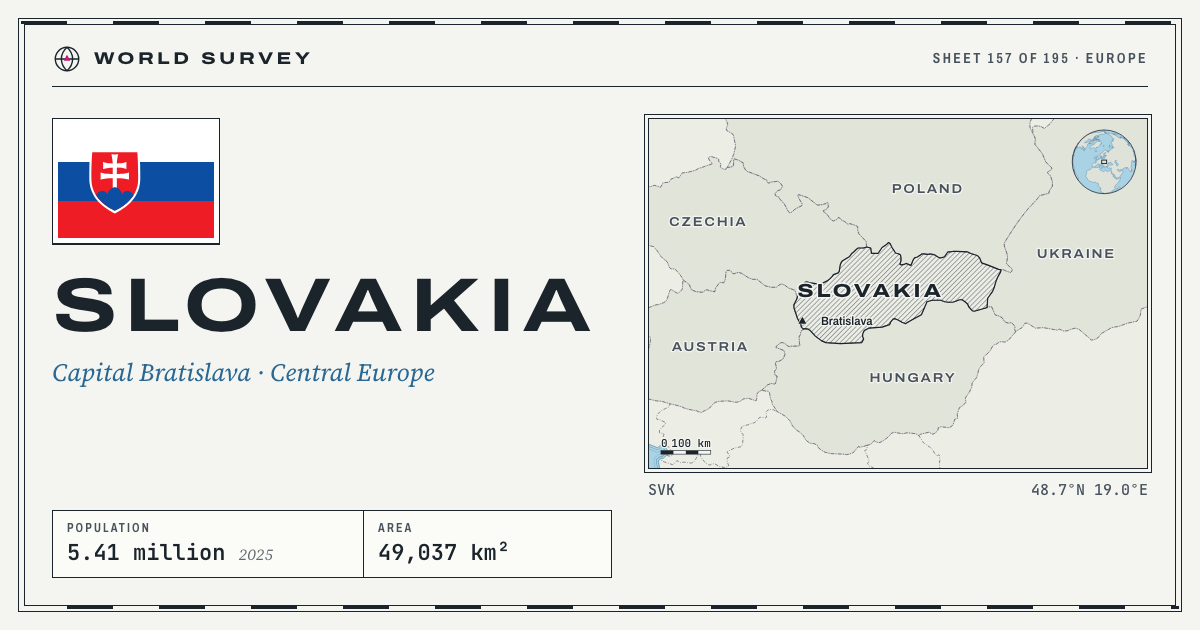 WORLD SURVEY
SHEET 157 OF 195 · EUROPE
SLOVAKIA
Capital Bratislava · Central Europe
POPULATION
5.41 million 2025
AREA
49,037 km²
POLAND
CZECHIA
UKRAINE
SLOVAKIA
Bratislava
AUSTRIA
HUNGARY
0 100 km
SVK
48.7°N 19.0°E